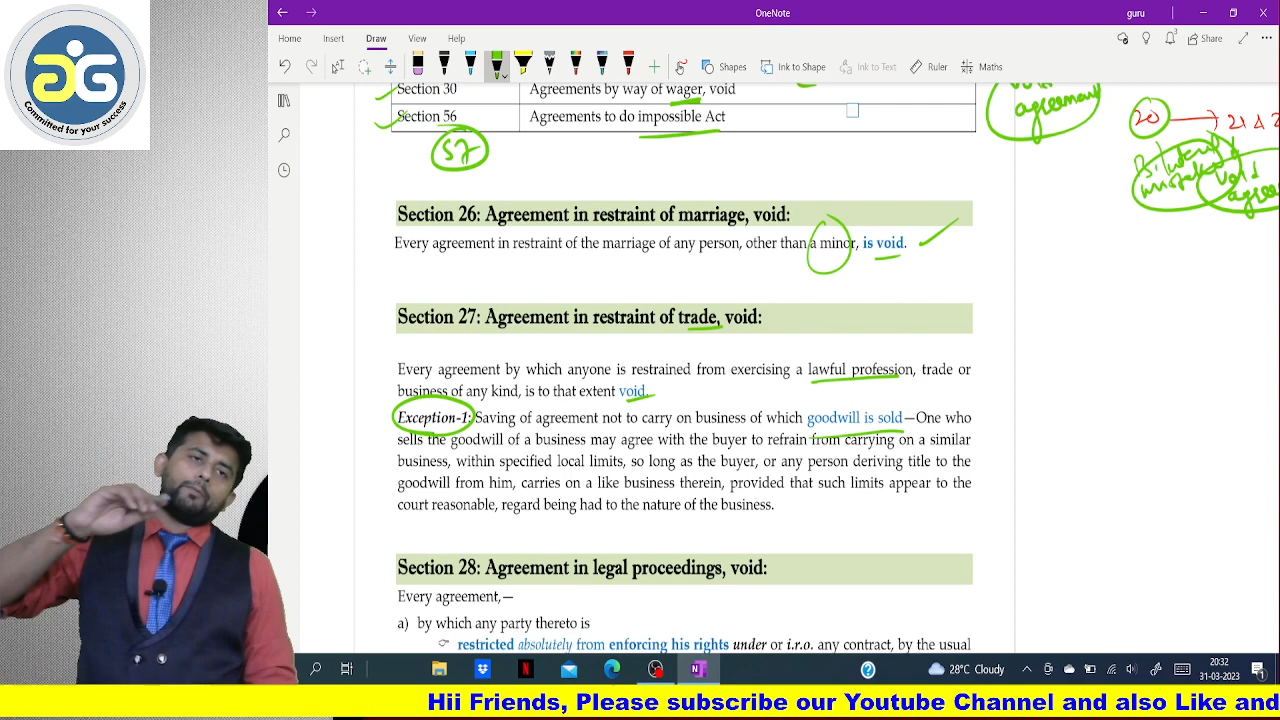 Committed for your success
OneNote
guru
Home Insert Draw View Help
Share
Shapes Ink to Shape Ink to Text Ruler Maths
Section 30 Agreements by way of wager, void
Section 56 Agreements to do impossible Act
57
agreement
20
Section 26: Agreement in restraint of marriage, void:
Every agreement in restraint of the marriage of any person, other than a minor, is void.
Section 27: Agreement in restraint of trade, void:
Every agreement by which anyone is restrained from exercising a lawful profession, trade or
business of any kind, is to that extent void.
Exception-1: Saving of agreement not to carry on business of which goodwill is sold—One who
sells the goodwill of a business may agree with the buyer to refrain from carrying on a similar
business, within specified local limits, so long as the buyer, or any person deriving title to the
goodwill from him, carries on a like business therein, provided that such limits appear to the
court reasonable, regard being had to the nature of the business.
Section 28: Agreement in legal proceedings, void:
Every agreement,—
a) by which any party thereto is
☞ restricted absolutely from enforcing his rights under or i.r.o. any contract, by the usual
28°C Cloudy
20:32
31-03-2023
Hii Friends, Please subscribe our Youtube Channel and also Like and